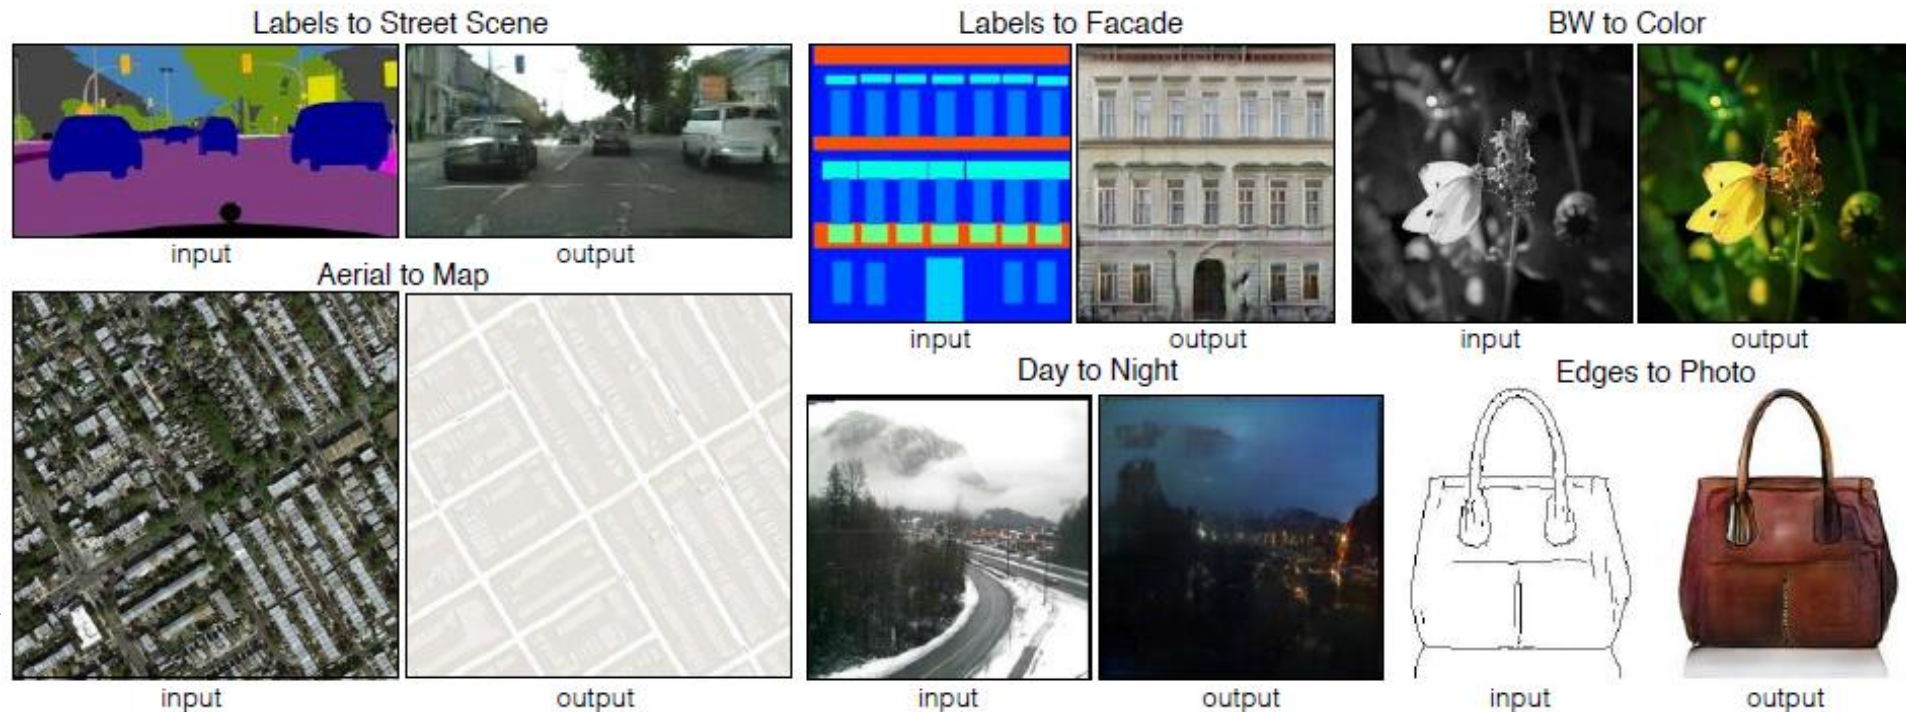 Labels to Street Scene
input
output
Aerial to Map
input
output
Labels to Facade
input
output
BW to Color
input
output
Day to Night
input
output
Edges to Photo
input
output